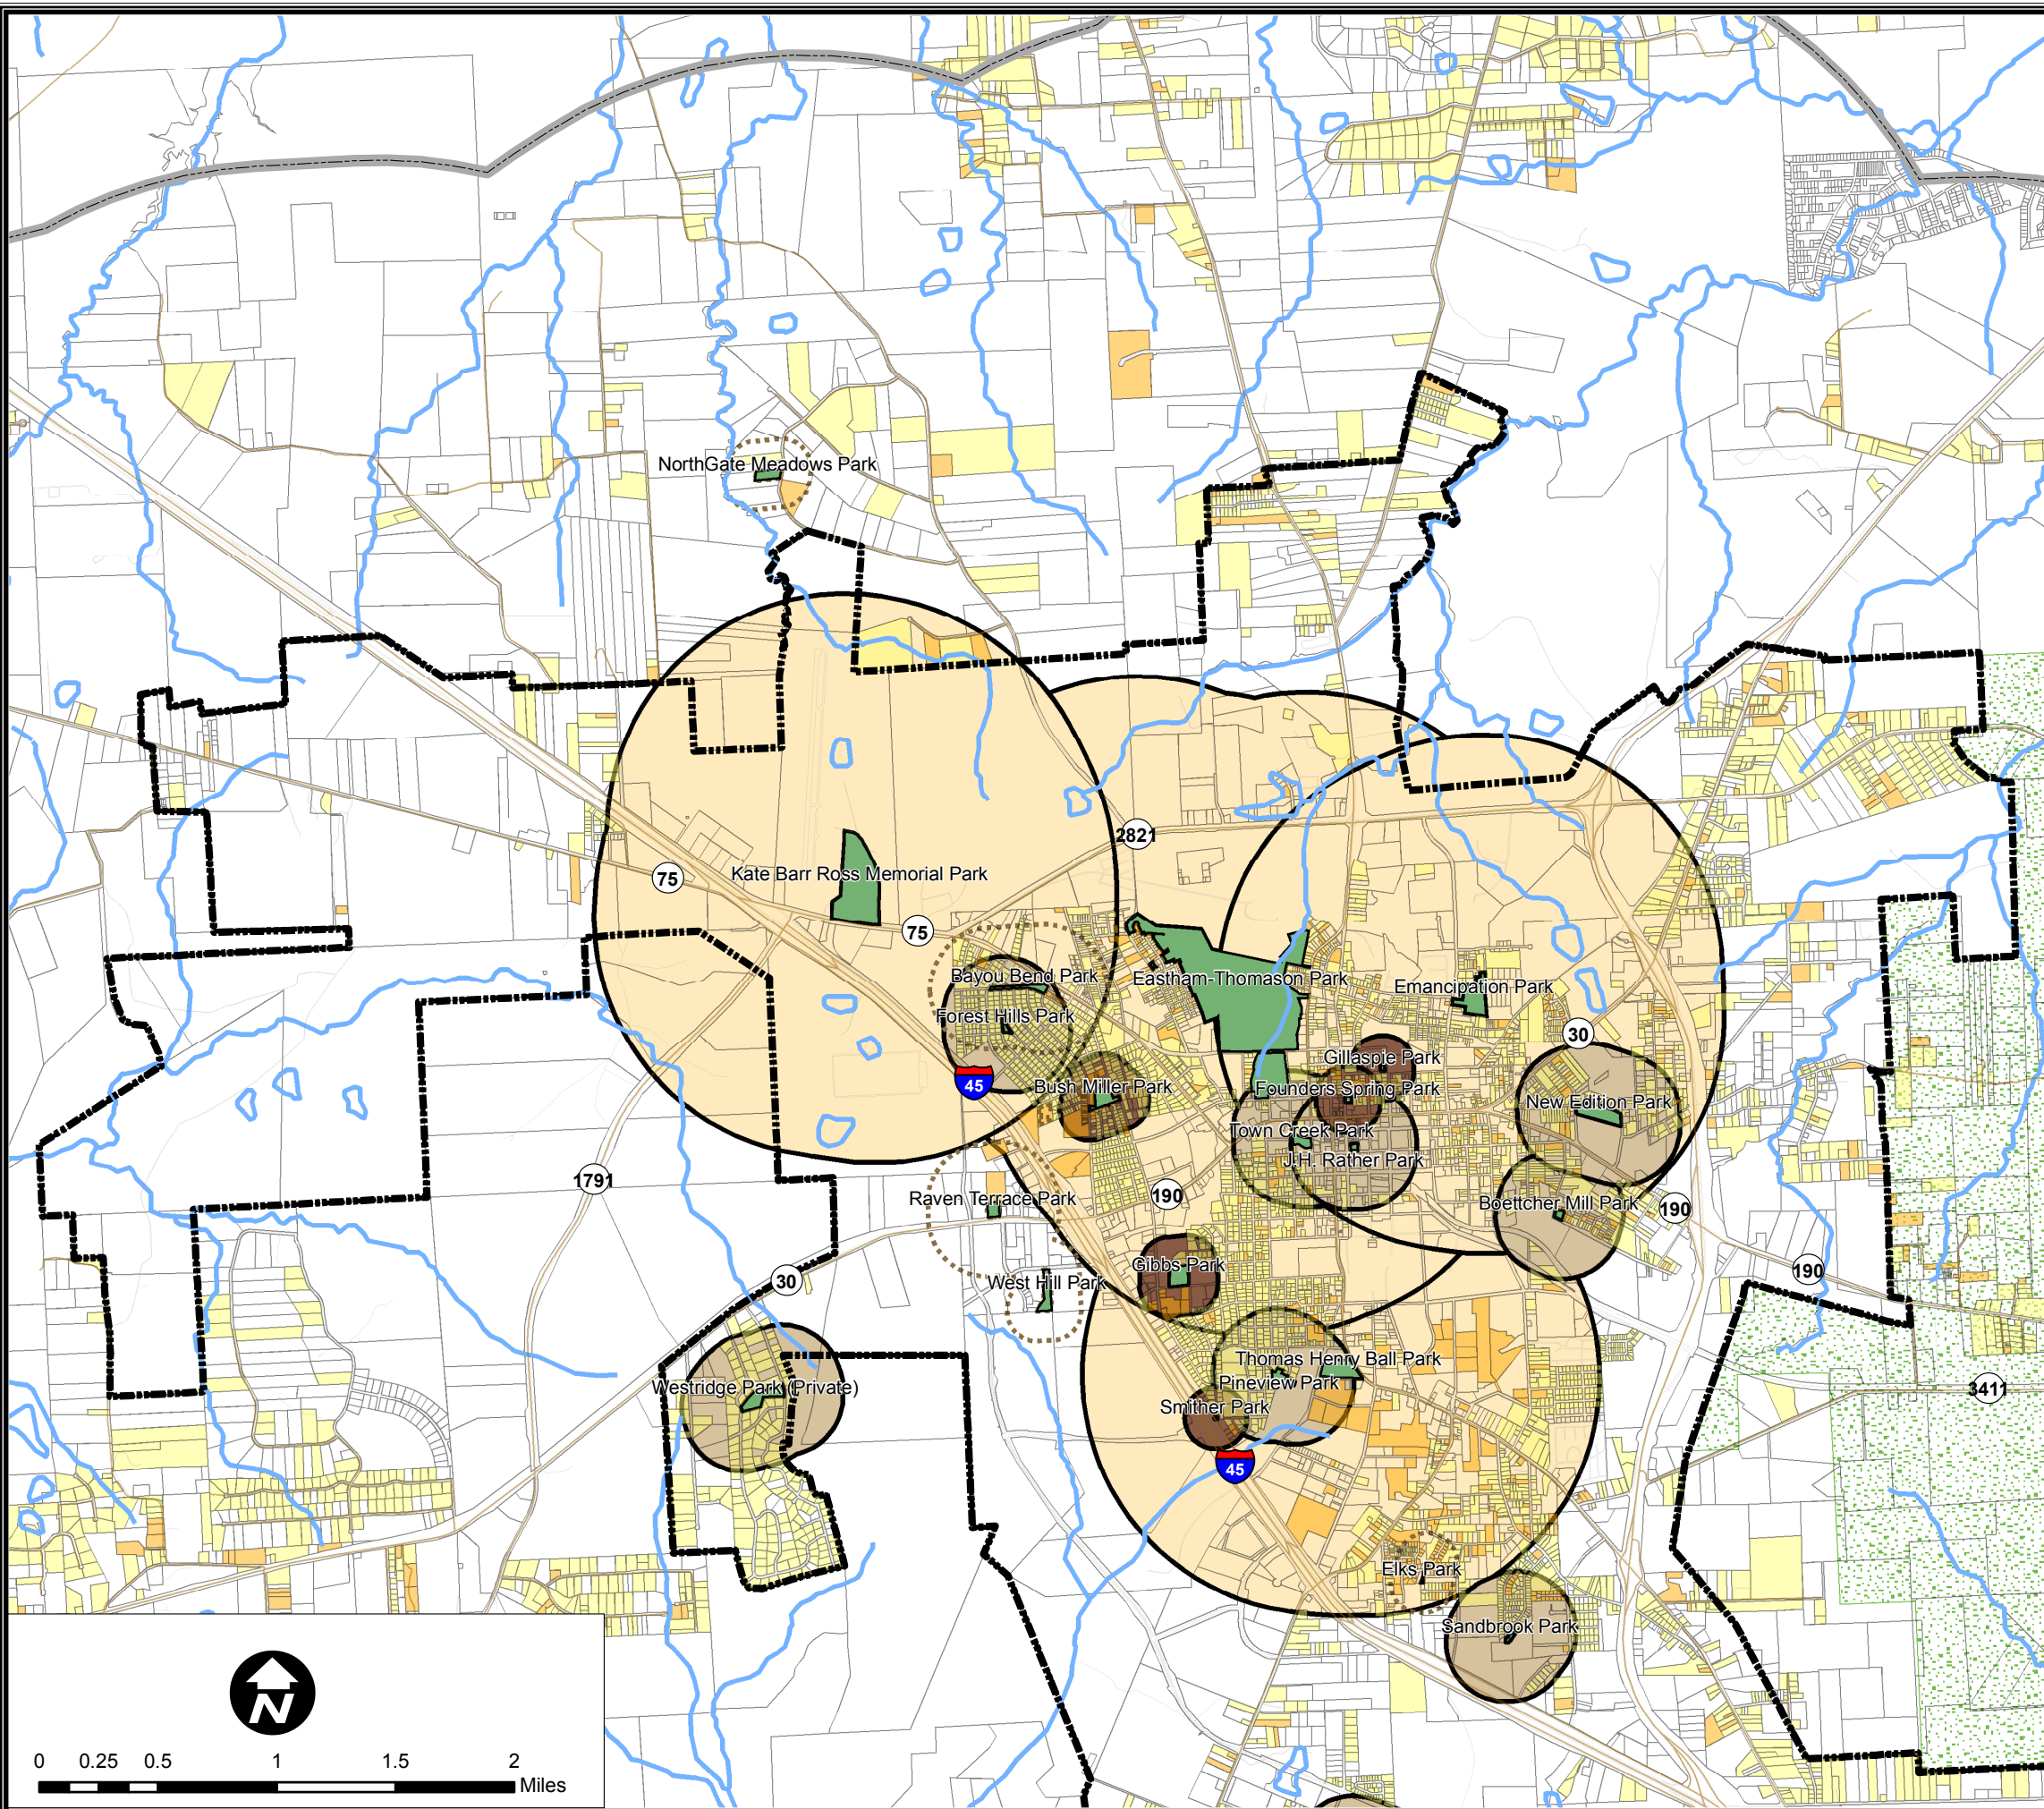 NorthGate Meadows Park
2821
75
Kate Barr Ross Memorial Park
75
Bayou Bend Park
Eastham-Thomason Park
Emancipation Park
Forest Hills Park
30
Gillaspie Park
45
Bush Miller Park
Founders Spring Park
New Edition Park
Town Creek Park
J.H. Rather Park
1791
190
Raven Terrace Park
Boettcher Mill Park
190
Gibbs Park
190
30
West Hill Park
Thomas Henry Ball Park
Westridge Park (Private)
Pineview Park
3411
Smither Park
45
Elks Park
Sandbrook Park
N
0 0.25 0.5 1 1.5 2
Miles